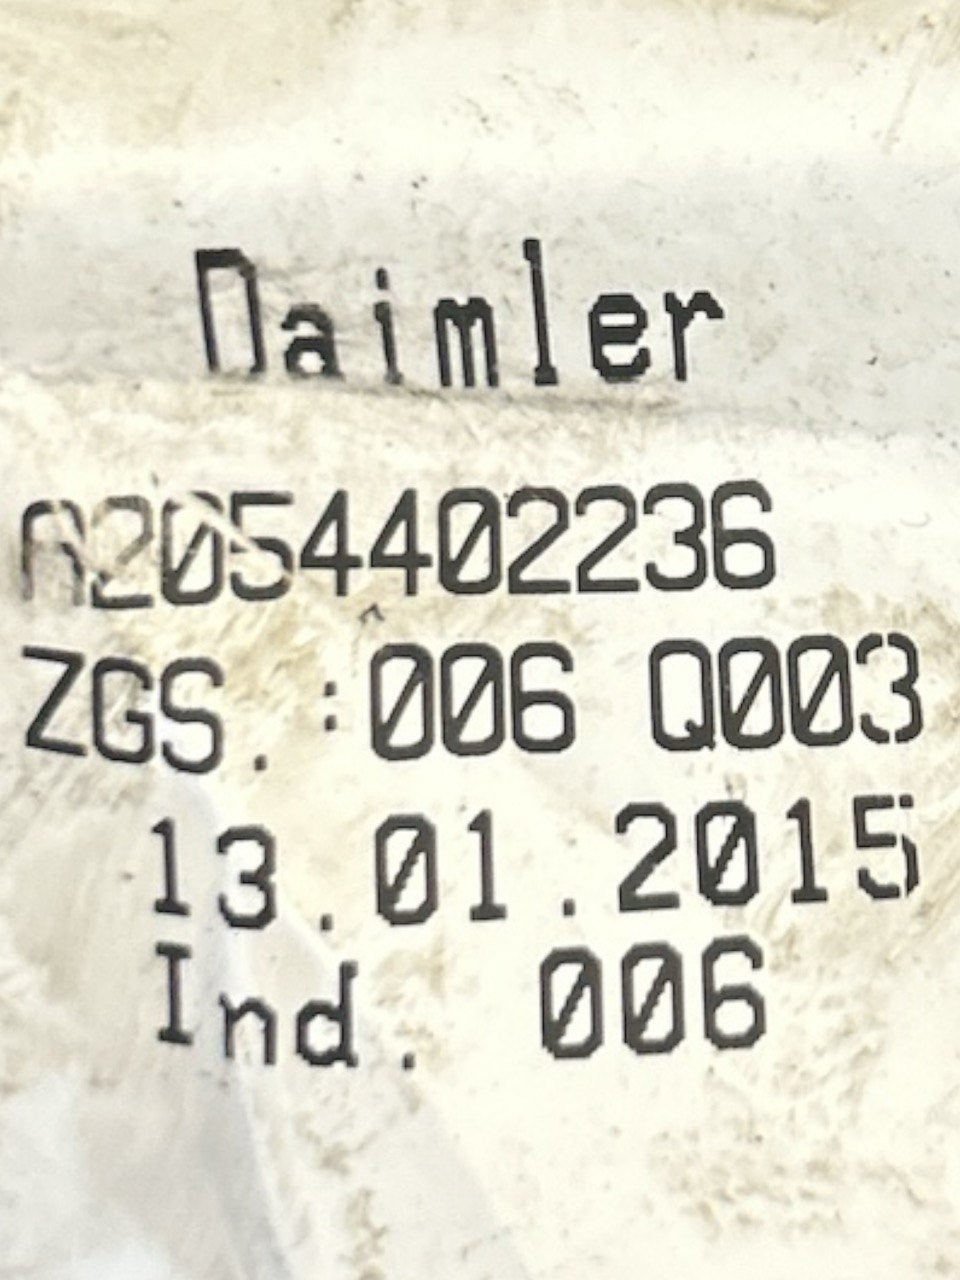 Daimler
A2054402236
ZGS.:006 Q003
13.01.2015
Ind. 006